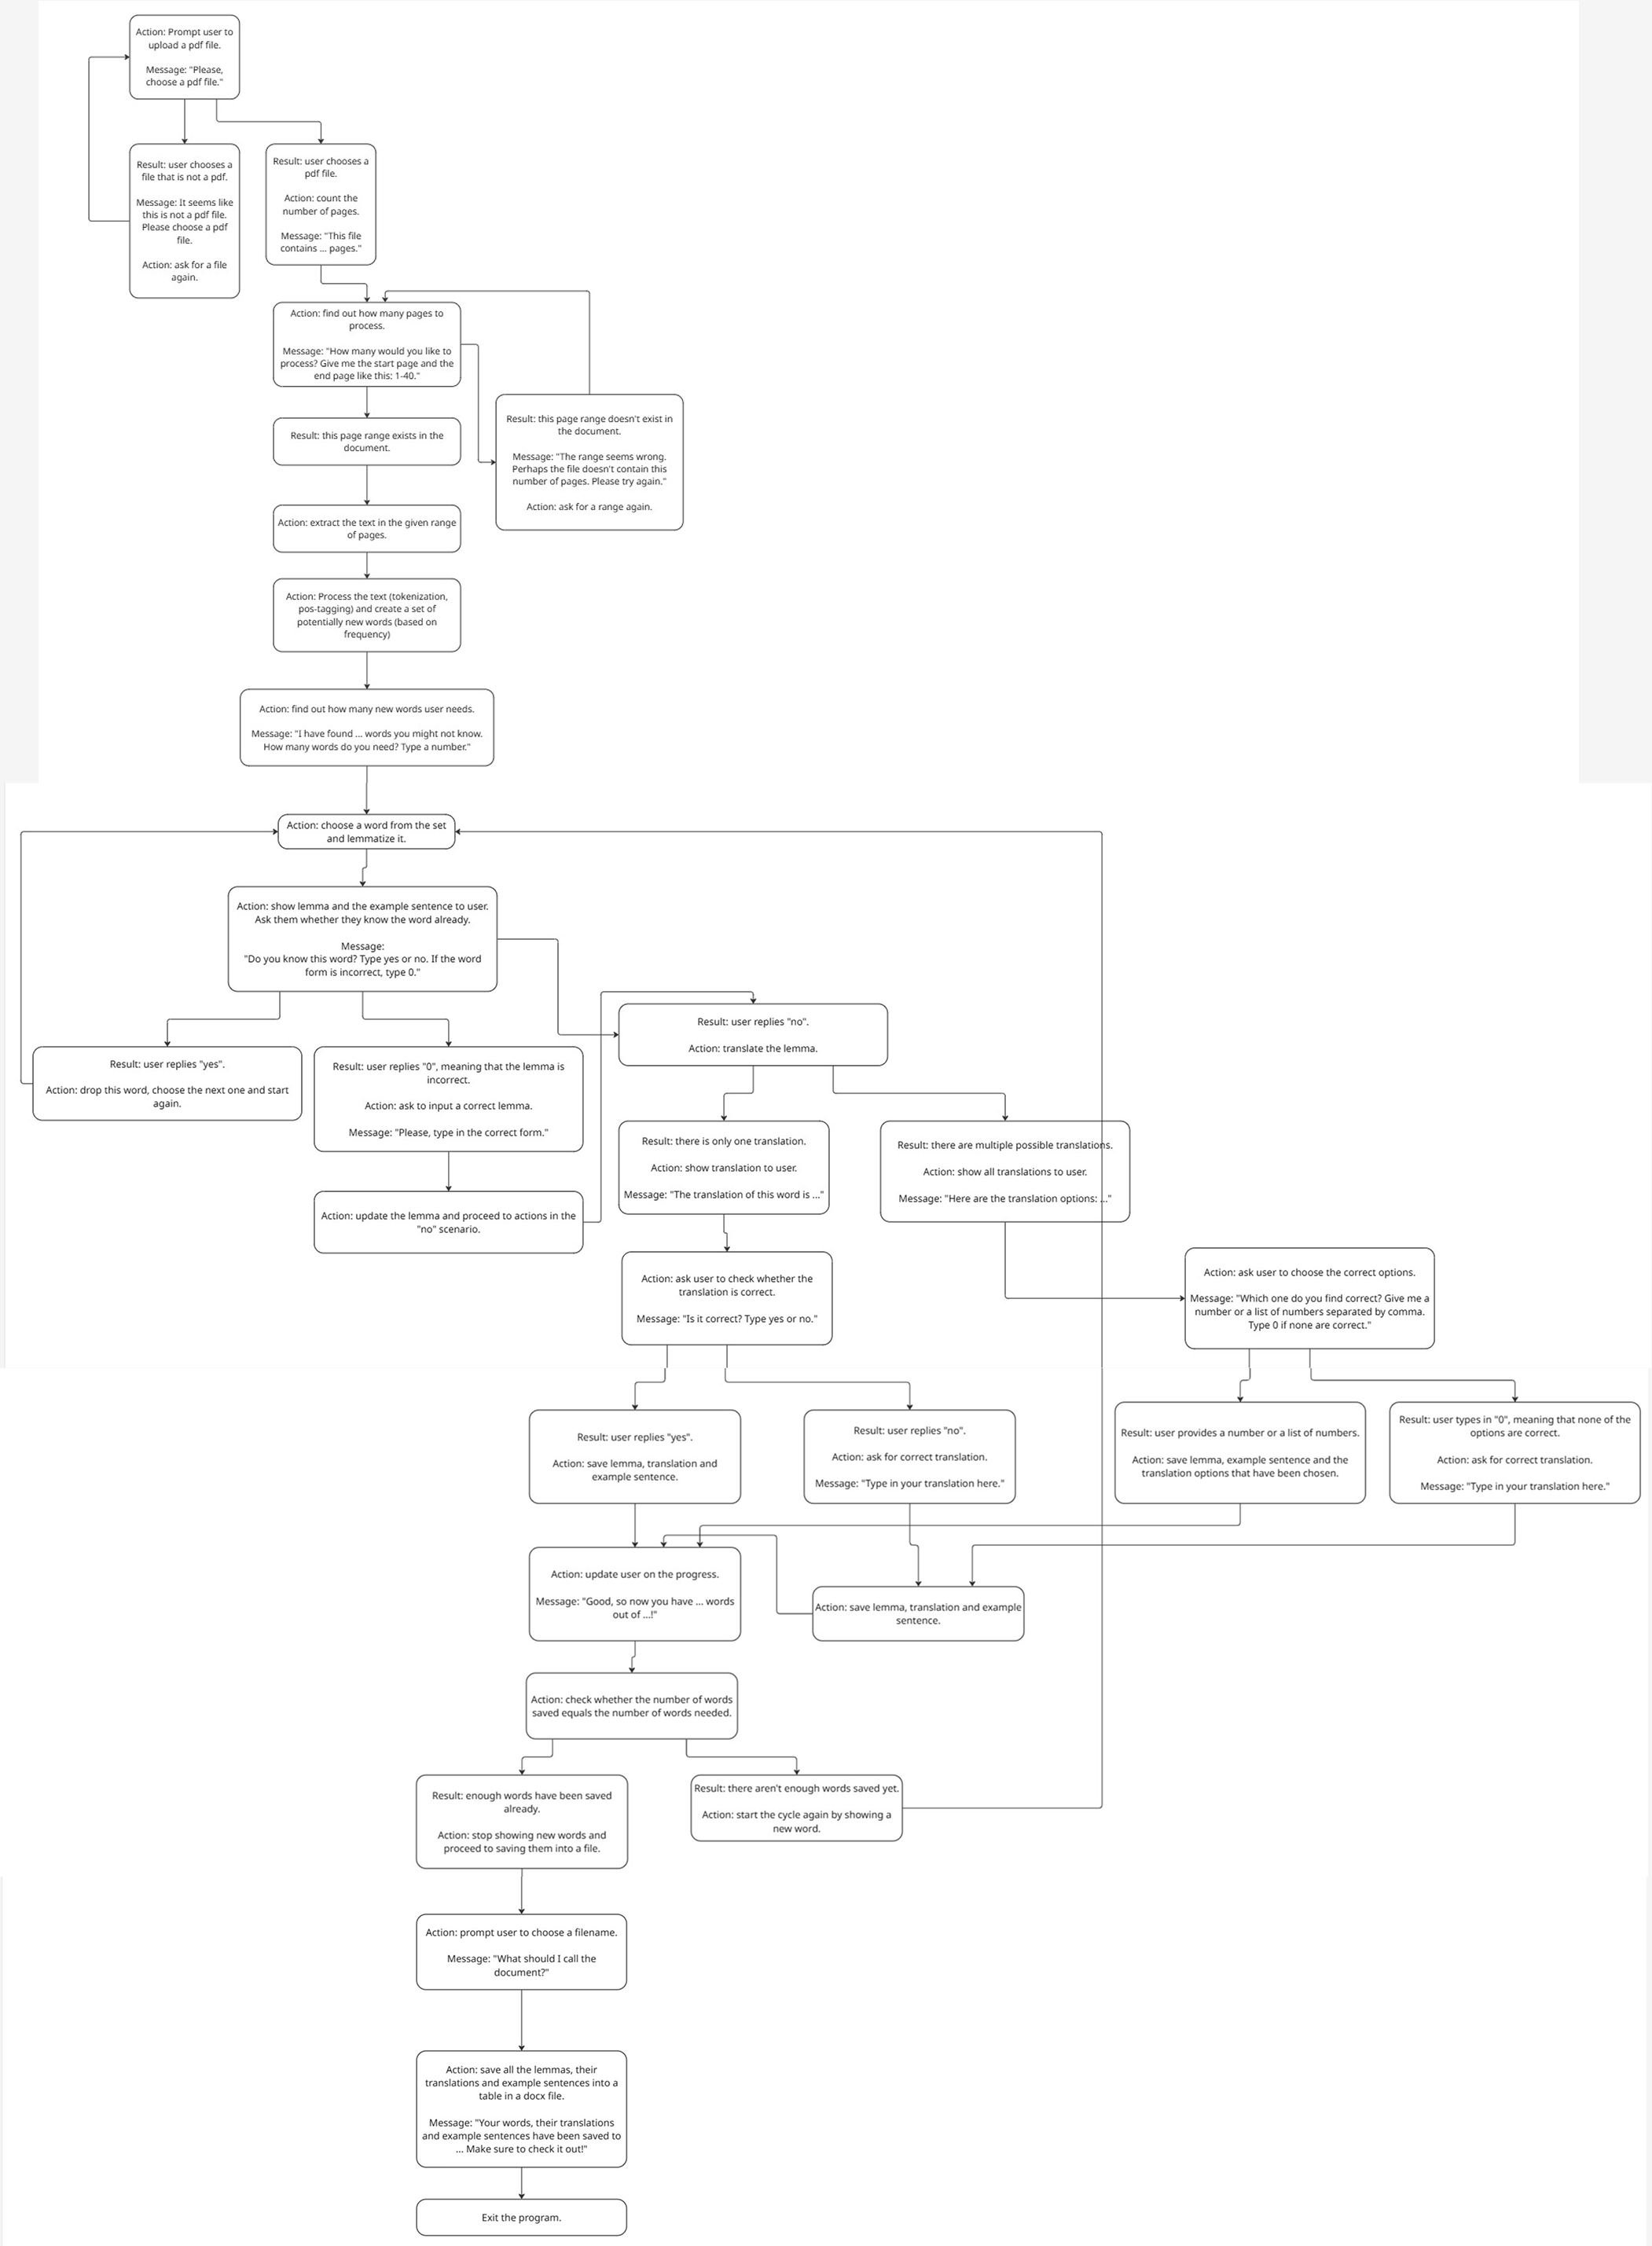 Action: Prompt user to
upload a pdf file.
Message: "Please,
choose a pdf file."
Result: user chooses a
file that is not a pdf.
Message: It seems like
this is not a pdf file.
Please choose a pdf
file.
Action: ask for a file
again.
Result: user chooses a
pdf file.
Action: count the
number of pages.
Message: "This file
contains ... pages."
Action: find out how many pages to
process.
Message: "How many would you like to
process? Give me the start page and the
end page like this: 1-40."
Result: this page range exists in the
document.
Result: this page range doesn't exist in
the document.
Message: "The range seems wrong.
Perhaps the file doesn't contain this
number of pages. Please try again."
Action: ask for a range again.
Action: extract the text in the given range
of pages.
Action: Process the text (tokenization,
pos-tagging) and create a set of
potentially new words (based on
frequency)
Action: find out how many new words user needs.
Message: "I have found ... words you might not know.
How many words do you need? Type a number."
Action: choose a word from the set
and lemmatize it.
Action: show lemma and the example sentence to user.
Ask them whether they know the word already.
Message:
"Do you know this word? Type yes or no. If the word
form is incorrect, type 0."
Result: user replies "yes".
Action: drop this word, choose the next one and start
again.
Result: user replies "0", meaning that the lemma is
incorrect.
Action: ask to input a correct lemma.
Message: "Please, type in the correct form."
Action: update the lemma and proceed to actions in the
"no" scenario.
Result: user replies "no".
Action: translate the lemma.
Result: there is only one translation.
Action: show translation to user.
Message: "The translation of this word is ..."
Result: there are multiple possible translations.
Action: show all translations to user.
Message: "Here are the translation options: ..."
Action: ask user to check whether the
translation is correct.
Message: "Is it correct? Type yes or no."
Action: ask user to choose the correct options.
Message: "Which one do you find correct? Give me a
number or a list of numbers separated by comma.
Type 0 if none are correct."
Result: user replies "yes".
Action: save lemma, translation and
example sentence.
Result: user replies "no".
Action: ask for correct translation.
Message: "Type in your translation here."
Result: user provides a number or a list of numbers.
Action: save lemma, example sentence and the
translation options that have been chosen.
Result: user types in "0", meaning that none of the
options are correct.
Action: ask for correct translation.
Message: "Type in your translation here."
Action: update user on the progress.
Message: "Good, so now you have ... words
out of ...!"
Action: save lemma, translation and example
sentence.
Action: check whether the number of words
saved equals the number of words needed.
Result: enough words have been saved
already.
Action: stop showing new words and
proceed to saving them into a file.
Result: there aren't enough words saved yet.
Action: start the cycle again by showing a
new word.
Action: prompt user to choose a filename.
Message: "What should I call the
document?"
Action: save all the lemmas, their
translations and example sentences into a
table in a docx file.
Message: "Your words, their translations
and example sentences have been saved to
... Make sure to check it out!"
Exit the program.